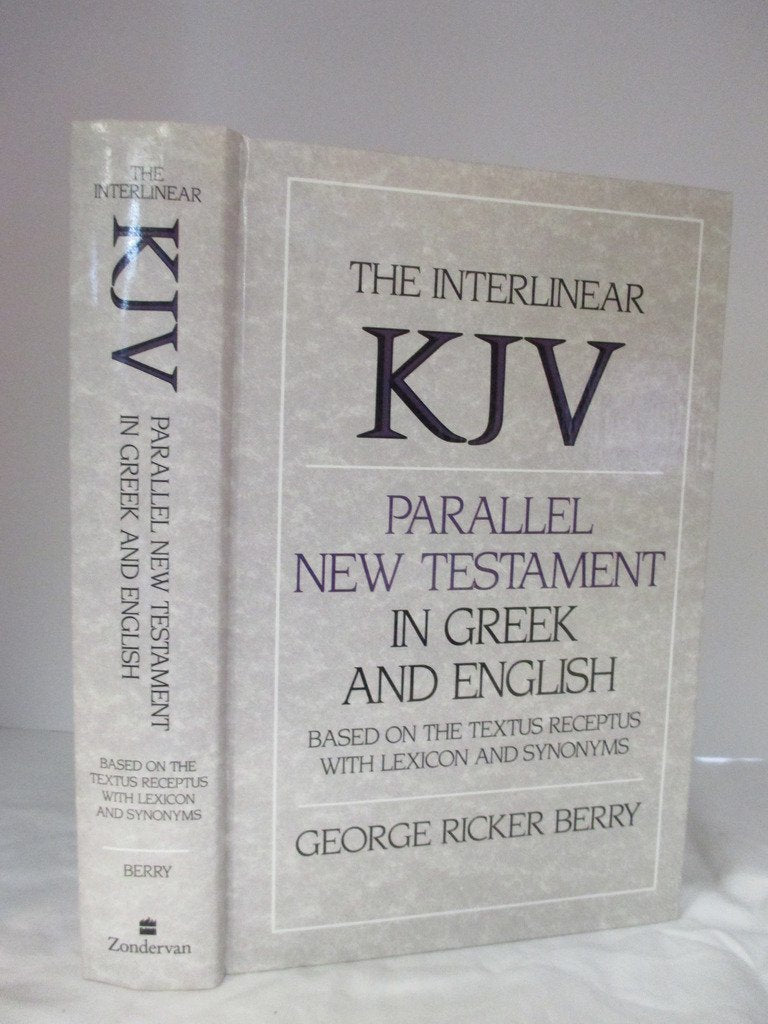 THE
INTERLINEAR
KJV
PARALLEL NEW TESTAMENT
IN GREEK AND ENGLISH
BASED ON THE
TEXTUS RECEPTUS
WITH LEXICON
AND SYNONYMS
BERRY
Zondervan
THE INTERLINEAR
KJV
PARALLEL
NEW TESTAMENT
IN GREEK
AND ENGLISH
BASED ON THE TEXTUS RECEPTUS
WITH LEXICON AND SYNONYMS
GEORGE RICKER BERRY